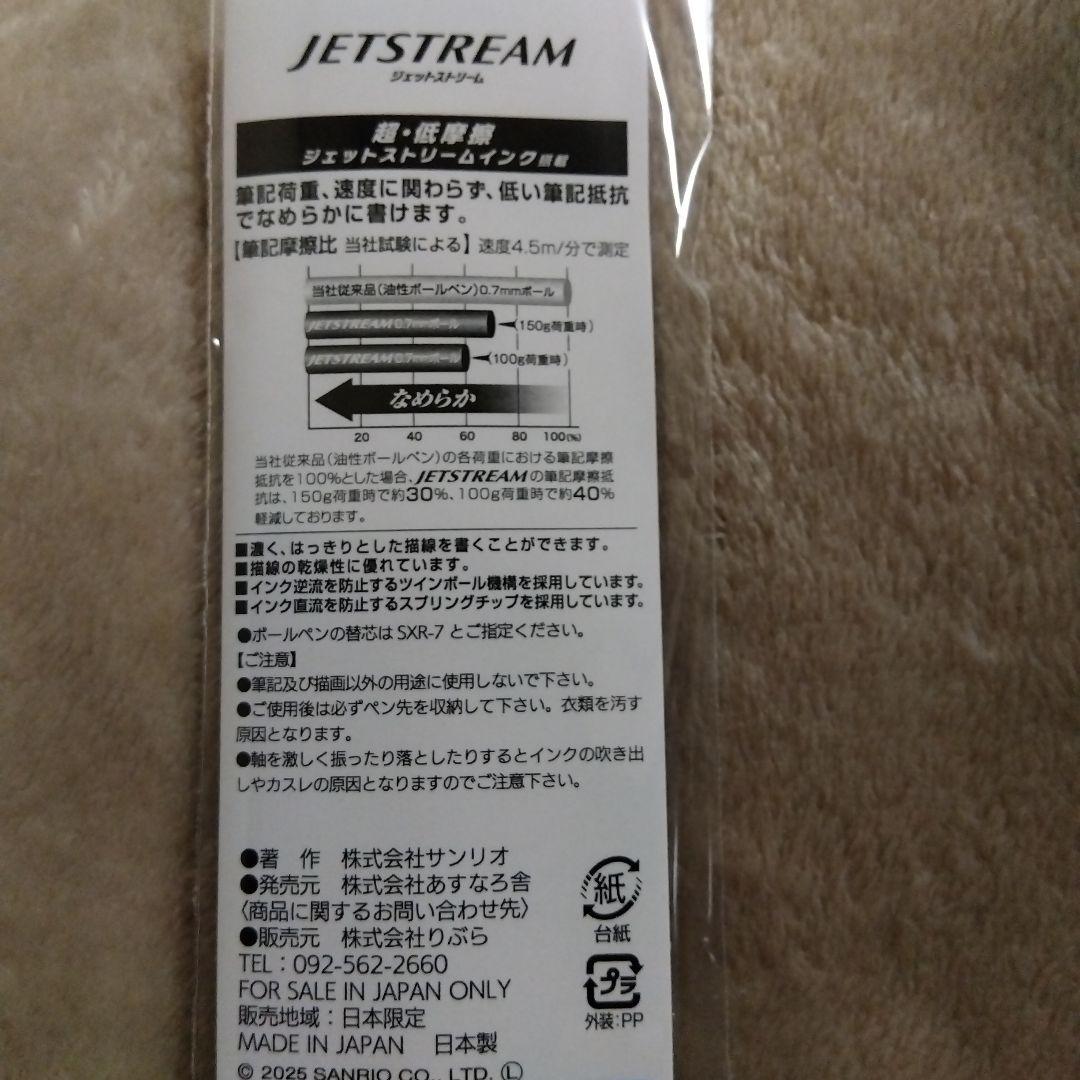 JETSTREAM
ジェットストリーム
超・低摩擦
ジェットストリームインク搭載
筆記荷重、速度に関わらず、低い筆記抵抗
でなめらかに書けます。
【筆記摩擦比 当社試験による】速度4.5m/分で測定
当社従来品(油性ボールペン)0.7mmボール
JETSTREAM0.7mmボール (150g荷重時)
JETSTREAM0.7mmボール (100g荷重時)
なめらか
20 40 60 80 100(%)
当社従来品(油性ボールペン)の各荷重における筆記摩擦
抵抗を100%とした場合、JETSTREAMの筆記摩擦抵
抗は、150g荷重時で約30%、100g荷重時で約40%
軽減しております。
■濃く、はっきりとした描線を書くことができます。
■描線の乾燥性に優れています。
■インク逆流を防止するツインボール機構を採用しています。
■インク直流を防止するスプリングチップを採用しています。
●ボールペンの替芯は SXR-7 とご指定ください。
【ご注意】
●筆記及び描画以外の用途に使用しないで下さい。
●ご使用後は必ずペン先を収納して下さい。衣類を汚す
原因となります。
●軸を激しく振ったり落としたりするとインクの吹き出
しやカスレの原因となりますのでご注意下さい。
●著 作 株式会社サンリオ
●発売元 株式会社あすなろ舎
〈商品に関するお問い合わせ先〉
●販売元 株式会社りぶら
TEL：092-562-2660
FOR SALE IN JAPAN ONLY
販売地域：日本限定
MADE IN JAPAN 日本製
© 2025 SANRIO CO., LTD. Ⓛ
紙
台紙
プラ
外装:PP